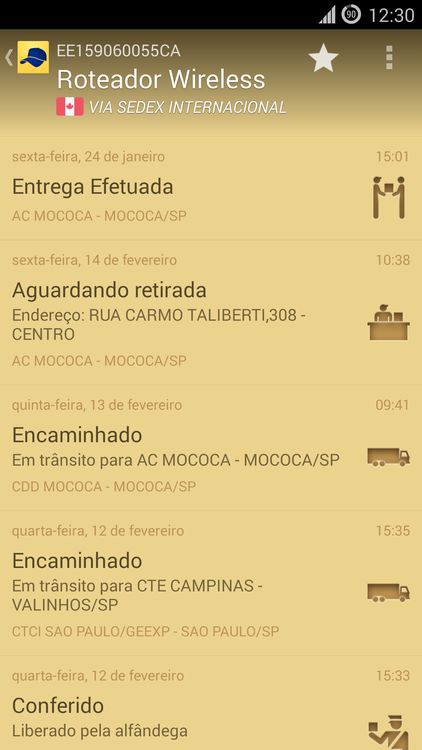 90 12:30
EE159060055CA
Roteador Wireless
VIA SEDEX INTERNACIONAL
sexta-feira, 24 de janeiro 15:01
Entrega Efetuada
AC MOCOCA - MOCOCA/SP
sexta-feira, 14 de fevereiro 10:38
Aguardando retirada
Endereço: RUA CARMO TALIBERTI,308 -
CENTRO
AC MOCOCA - MOCOCA/SP
quinta-feira, 13 de fevereiro 09:41
Encaminhado
Em trânsito para AC MOCOCA - MOCOCA/SP
CDD MOCOCA - MOCOCA/SP
quarta-feira, 12 de fevereiro 15:35
Encaminhado
Em trânsito para CTE CAMPINAS -
VALINHOS/SP
CTCI SAO PAULO/GEEXP - SAO PAULO/SP
quarta-feira, 12 de fevereiro 15:33
Conferido
Liberado pela alfândega